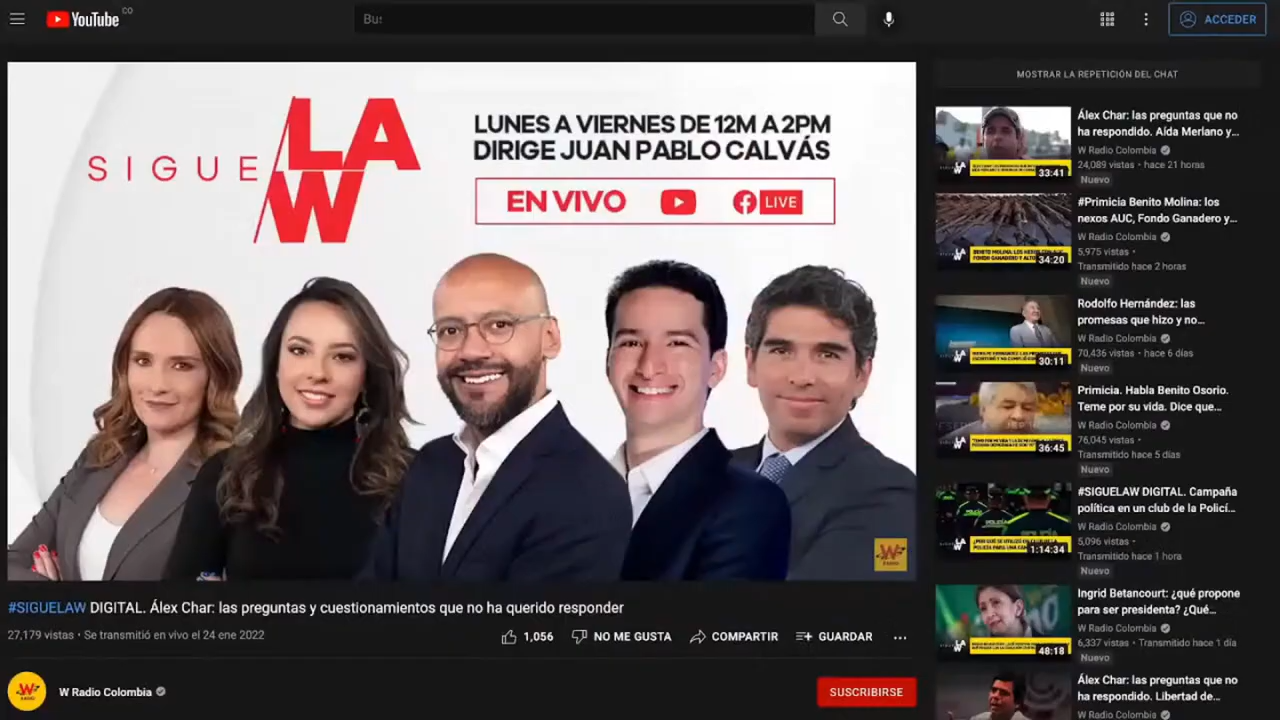 YouTube CO
Bus
ACCEDER
SIGUE LA W
LUNES A VIERNES DE 12M A 2PM
DIRIGE JUAN PABLO CALVÁS
EN VIVO LIVE
W
RADIO
#SIGUELAW DIGITAL. Álex Char: las preguntas y cuestionamientos que no ha querido responder
27,179 vistas • Se transmitió en vivo el 24 ene 2022
1,056 NO ME GUSTA COMPARTIR GUARDAR
W Radio Colombia
SUSCRIBIRSE
MOSTRAR LA REPETICIÓN DEL CHAT
33:41
Álex Char: las preguntas que no
ha respondido. Aída Merlano y…
W Radio Colombia
24,089 vistas • hace 21 horas
Nuevo
34:20
#Primicia Benito Molina: los
nexos AUC, Fondo Ganadero y…
W Radio Colombia
5,975 vistas •
Transmitido hace 2 horas
Nuevo
30:11
Rodolfo Hernández: las
promesas que hizo y no…
W Radio Colombia
70,436 vistas • hace 6 días
Nuevo
36:45
Primicia. Habla Benito Osorio.
Teme por su vida. Dice que…
W Radio Colombia
76,045 vistas •
Transmitido hace 5 días
Nuevo
POLICÍA
1:14:34
#SIGUELAW DIGITAL. Campaña
política en un club de la Policí…
W Radio Colombia
5,096 vistas •
Transmitido hace 1 hora
Nuevo
48:18
Ingrid Betancourt: ¿qué propone
para ser presidenta? ¿Qué…
W Radio Colombia
6,337 vistas • Transmitido hace 1 día
Nuevo
Álex Char: las preguntas que no
ha respondido. Libertad de…
W Radio Colombia